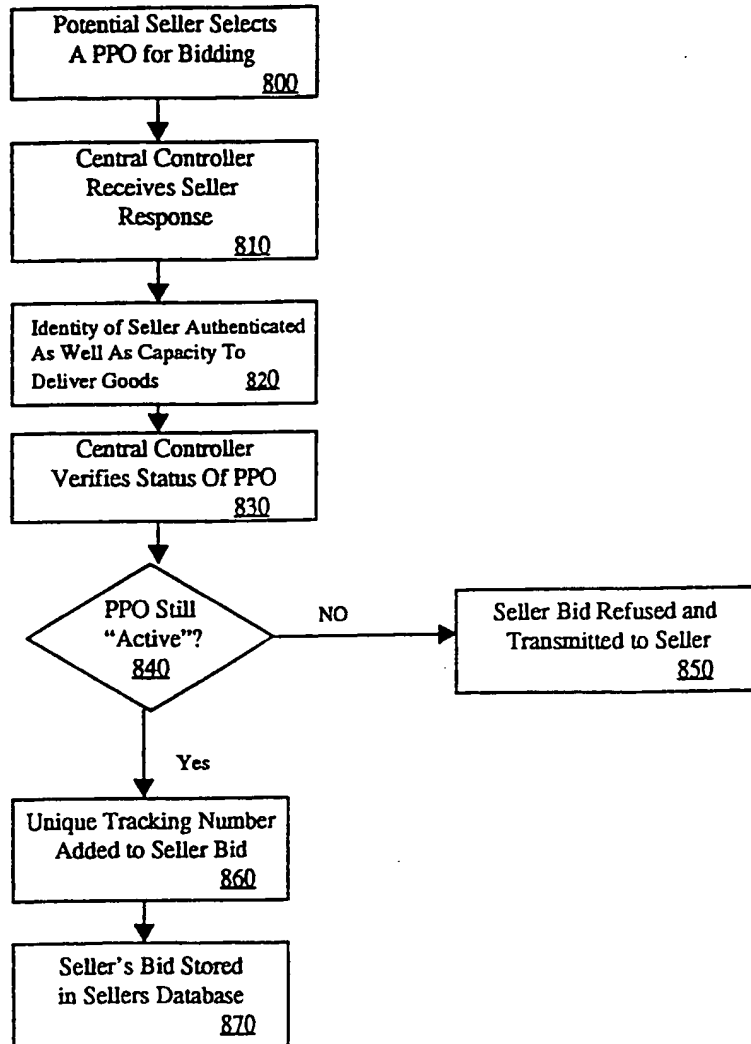 Potential Seller Selects
A PPO for Bidding
800
Central Controller
Receives Seller
Response
810
Identity of Seller Authenticated
As Well As Capacity To
Deliver Goods 820
Central Controller
Verifies Status Of PPO
830
PPO Still
"Active"?
840
NO
Seller Bid Refused and
Transmitted to Seller
850
Yes
Unique Tracking Number
Added to Seller Bid
860
Seller's Bid Stored
in Sellers Database
870